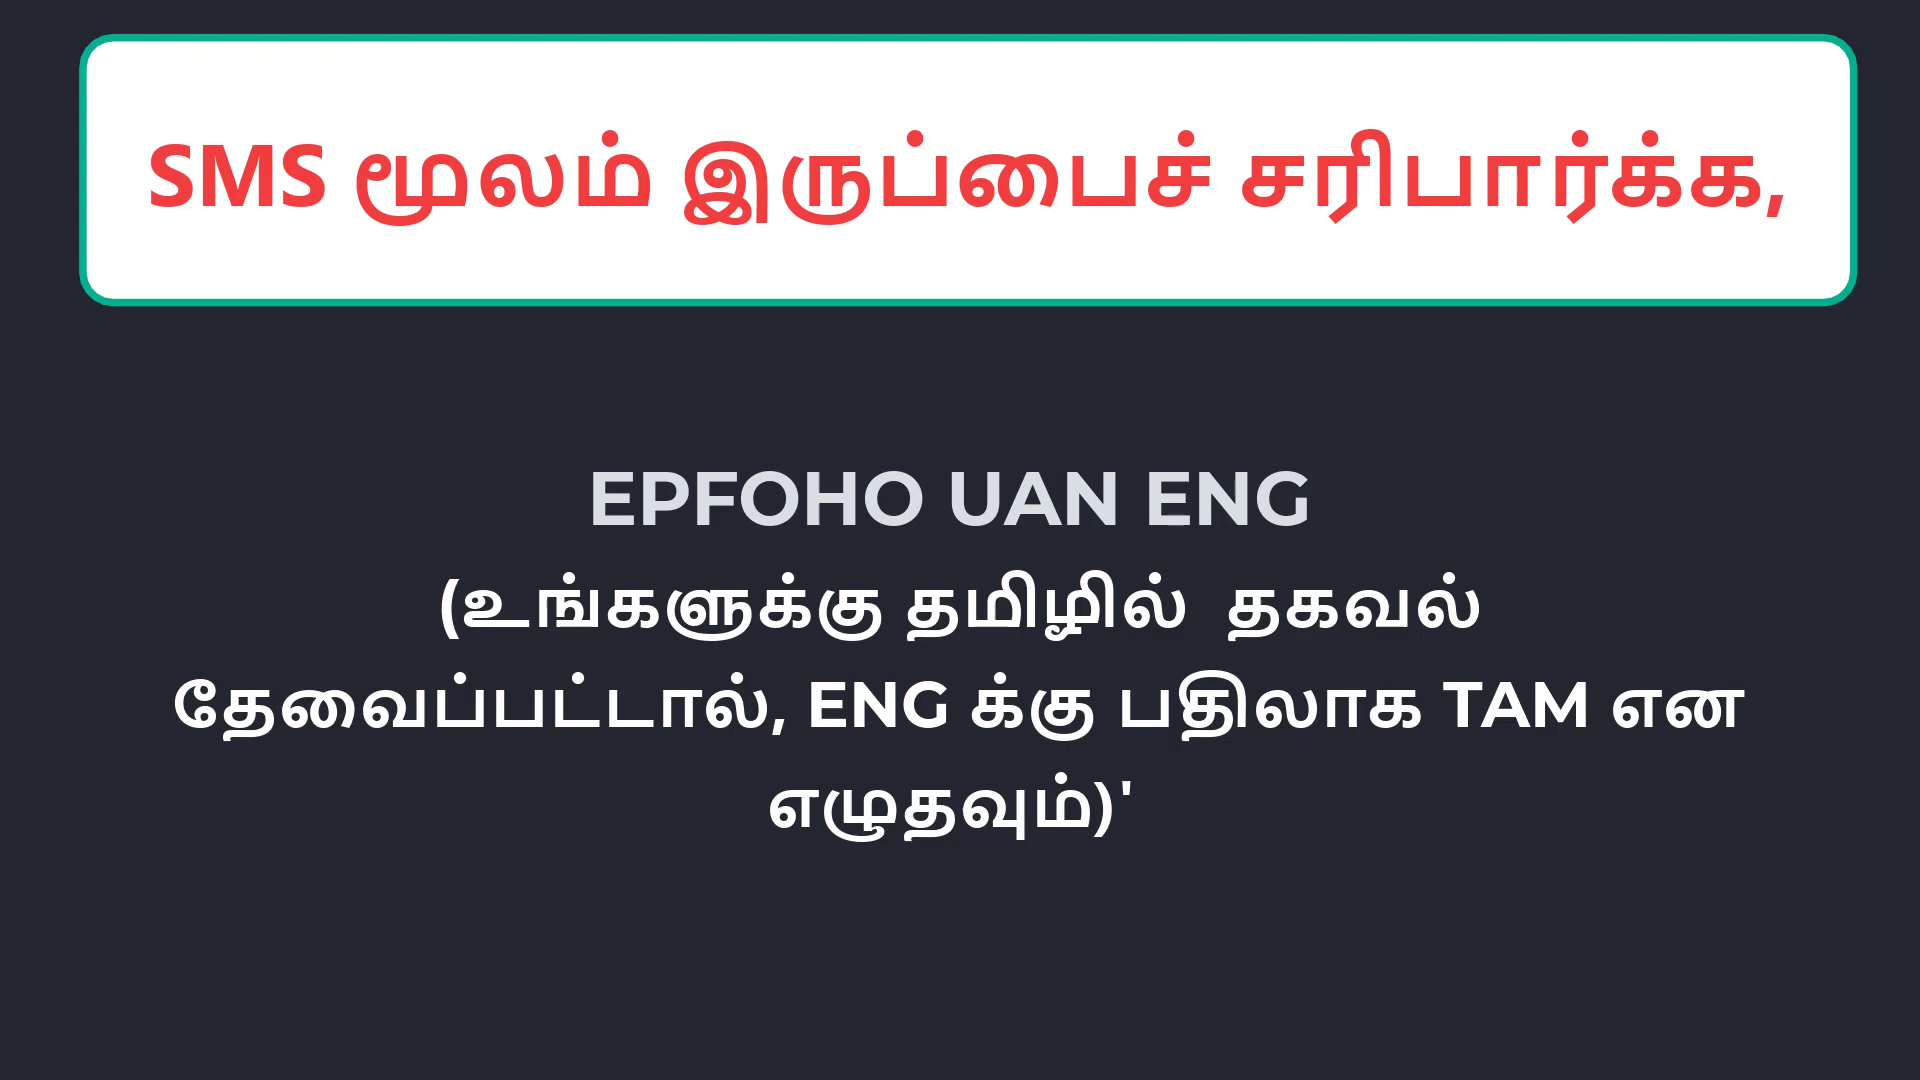 SMS மூலம் இருப்பைச் சரிபார்க்க,
EPFOHO UAN ENG
(உங்களுக்கு தமிழில் தகவல்
தேவைப்பட்டால், ENG க்கு பதிலாக TAM என
எழுதவும்)'